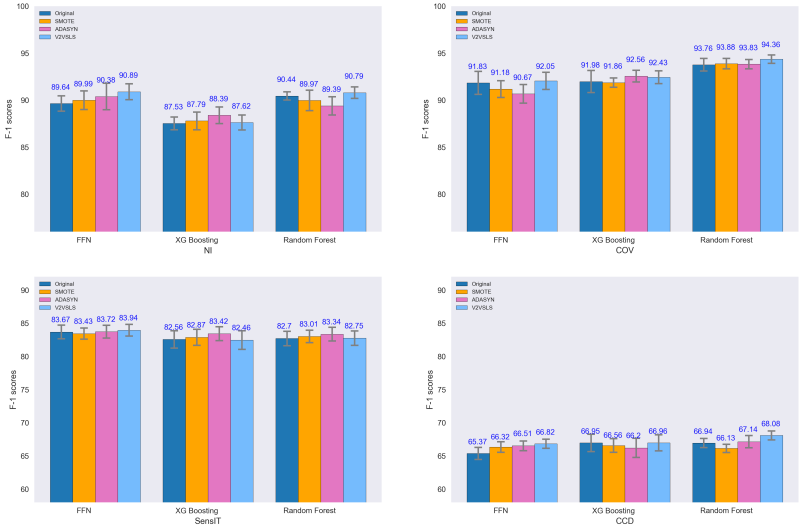 100
95
90
85
80
F-1 scores
Original
SMOTE
ADASYN
V2VSLS
89.64 89.99 90.38 90.89
87.53 87.79 88.39 87.62
90.44 89.97 89.39 90.79
FFN XG Boosting Random Forest
NI
100
95
90
85
80
F-1 scores
Original
SMOTE
ADASYN
V2VSLS
91.83 91.18 90.67 92.05
91.98 91.86 92.56 92.43
93.76 93.88 93.83 94.36
FFN XG Boosting Random Forest
COV
90
85
80
75
70
65
60
F-1 scores
Original
SMOTE
ADASYN
V2VSLS
83.67 83.43 83.72 83.94
82.56 82.87 83.42 82.46
82.7 83.01 83.34 82.75
FFN XG Boosting Random Forest
SensIT
90
85
80
75
70
65
60
F-1 scores
Original
SMOTE
ADASYN
V2VSLS
65.37 66.32 66.51 66.82
66.95 66.56 66.2 66.96
66.94 66.13 67.14 68.08
FFN XG Boosting Random Forest
CCD